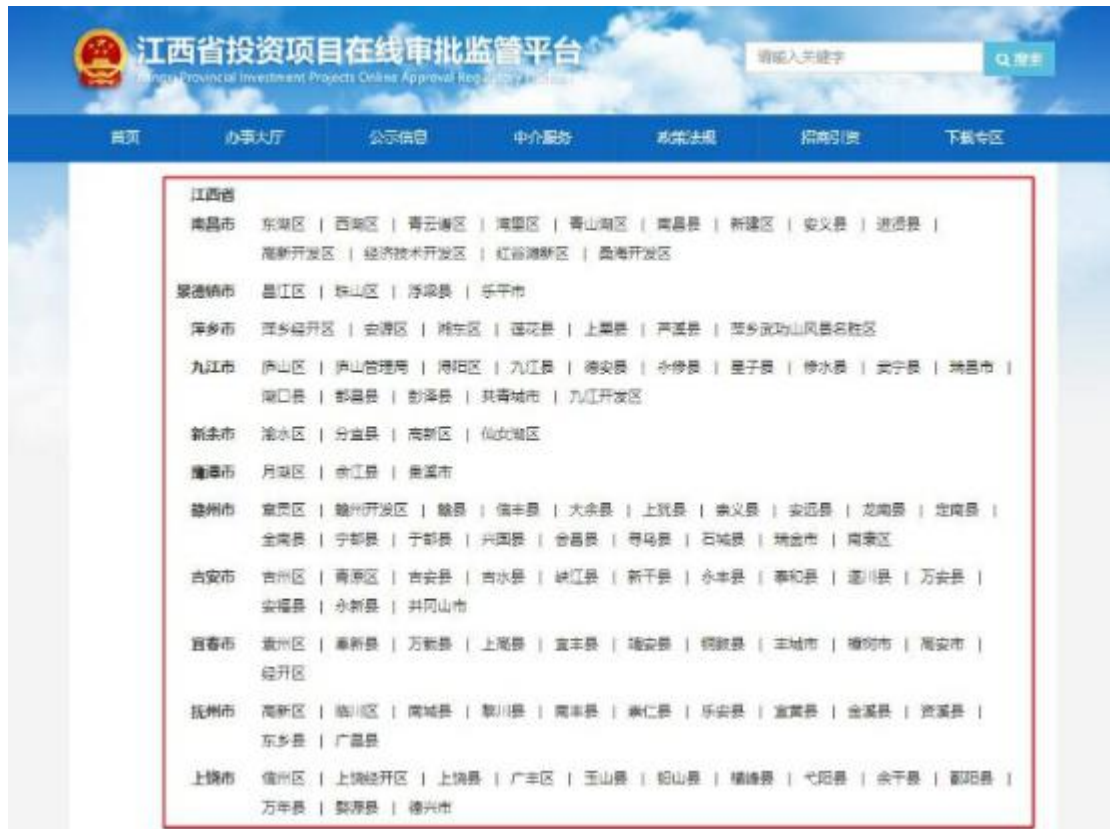 江西省投资项目在线审批监管平台
Jiangxi Provincial Investment Projects Online Approval Regulatory Platform
请输入关键字 搜索
首页 办事大厅 公示信息 中介服务 政策法规 招商引资 下载专区
江西省
南昌市 东湖区 | 西湖区 | 青云谱区 | 湾里区 | 青山湖区 | 南昌县 | 新建区 | 安义县 | 进贤县 |
高新开发区 | 经济技术开发区 | 红谷滩新区 | 桑海开发区
景德镇市 昌江区 | 珠山区 | 浮梁县 | 乐平市
萍乡市 萍乡经开区 | 安源区 | 湘东区 | 莲花县 | 上栗县 | 芦溪县 | 萍乡武功山风景名胜区
九江市 庐山区 | 庐山管理局 | 浔阳区 | 九江县 | 德安县 | 永修县 | 星子县 | 修水县 | 武宁县 | 瑞昌市 |
湖口县 | 都昌县 | 彭泽县 | 共青城市 | 九江开发区
新余市 渝水区 | 分宜县 | 高新区 | 仙女湖区
鹰潭市 月湖区 | 余江县 | 贵溪市
赣州市 章贡区 | 赣州开发区 | 赣县 | 信丰县 | 大余县 | 上犹县 | 崇义县 | 安远县 | 龙南县 | 定南县 |
全南县 | 宁都县 | 于都县 | 兴国县 | 会昌县 | 寻乌县 | 石城县 | 瑞金市 | 南康区
吉安市 吉州区 | 青原区 | 吉安县 | 吉水县 | 峡江县 | 新干县 | 永丰县 | 泰和县 | 遂川县 | 万安县 |
安福县 | 永新县 | 井冈山市
宜春市 袁州区 | 奉新县 | 万载县 | 上高县 | 宜丰县 | 靖安县 | 铜鼓县 | 丰城市 | 樟树市 | 高安市 |
经开区
抚州市 高新区 | 临川区 | 南城县 | 黎川县 | 南丰县 | 崇仁县 | 乐安县 | 宜黄县 | 金溪县 | 资溪县 |
东乡县 | 广昌县
上饶市 信州区 | 上饶经开区 | 上饶县 | 广丰区 | 玉山县 | 铅山县 | 横峰县 | 弋阳县 | 余干县 | 鄱阳县 |
万年县 | 婺源县 | 德兴市